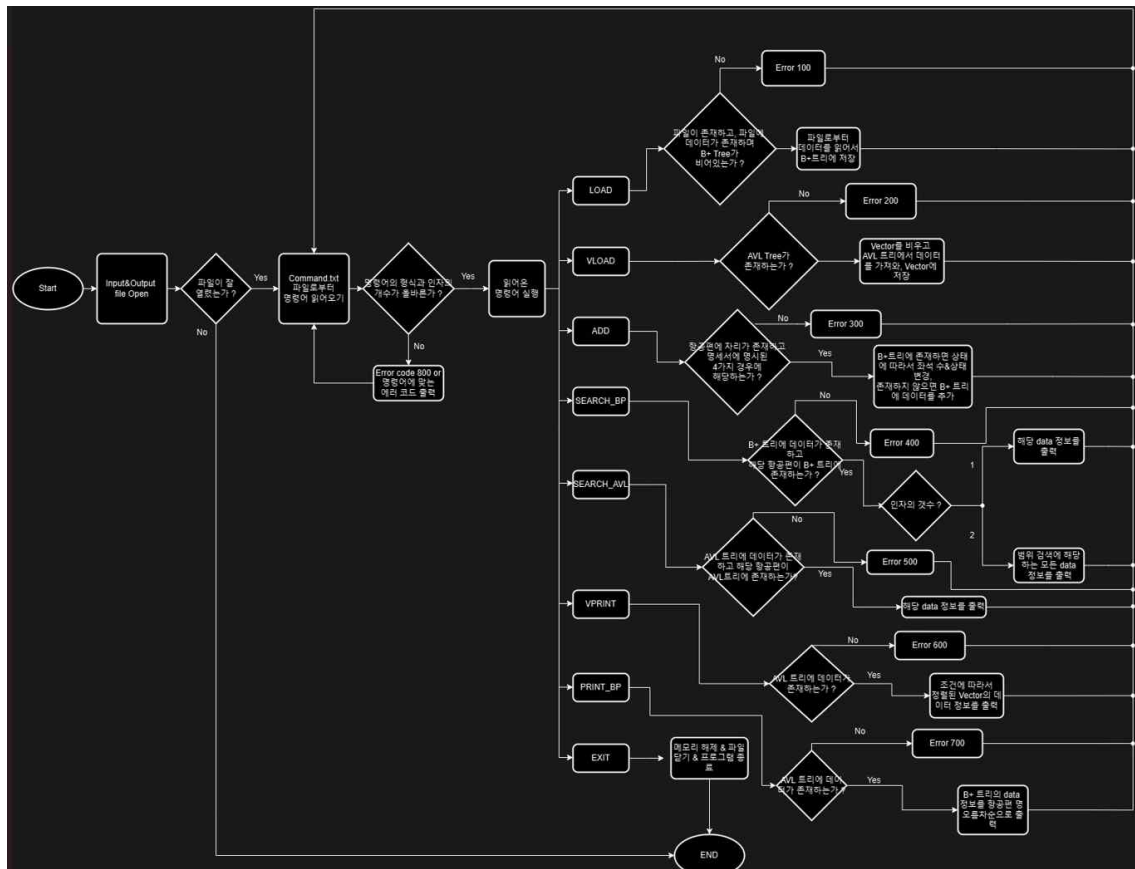 Start
Input&Output
file Open
파일이 잘
열렸는가 ?
Yes
No
Command.txt
파일로부터
명령어 읽어오기
명령어의 형식과 인자의
개수가 올바른가 ?
Yes
No
Error code 800 or
명령어에 맞는
에러 코드 출력
읽어온
명령어 실행
LOAD
파일이 존재하고, 파일에
데이터가 존재하며
B+ Tree가
비어있는가 ?
No
Error 100
파일로부터
데이터를 읽어서
B+트리에 저장
VLOAD
AVL Tree가
존재하는가 ?
No
Error 200
Vector를 비우고
AVL 트리에서 데이터
를 가져와, Vector에
저장
ADD
항공편에 자리가 존재하고
명세서에 명시된
4가지 경우에
해당하는가 ?
No
Error 300
Yes
B+트리에 존재하면 상태
에 따라서 좌석 수&상태
변경,
존재하지 않으면 B+ 트리
에 데이터를 추가
SEARCH_BP
B+ 트리에 데이터가 존재
하고
해당 항공편이 B+ 트리에
존재하는가 ?
No
Error 400
Yes
인자의 갯수 ?
1
해당 data 정보를
출력
2
범위 검색에 해당
하는 모든 data
정보를 출력
SEARCH_AVL
AVL 트리에 데이터가 존재
하고 해당 항공편이
AVL트리에 존재하는가?
No
Error 500
Yes
해당 data 정보를 출력
VPRINT
AVL 트리에 데이터가
존재하는가 ?
No
Error 600
Yes
조건에 따라서
정렬된 Vector의 데
이터 정보를 출력
PRINT_BP
AVL 트리에 데이
터가 존재하는가 ?
No
Error 700
Yes
B+ 트리의 data
정보를 항공편 명
오름차순으로 출
력
EXIT
메모리 해제 & 파일
닫기 & 프로그램 종
료
END